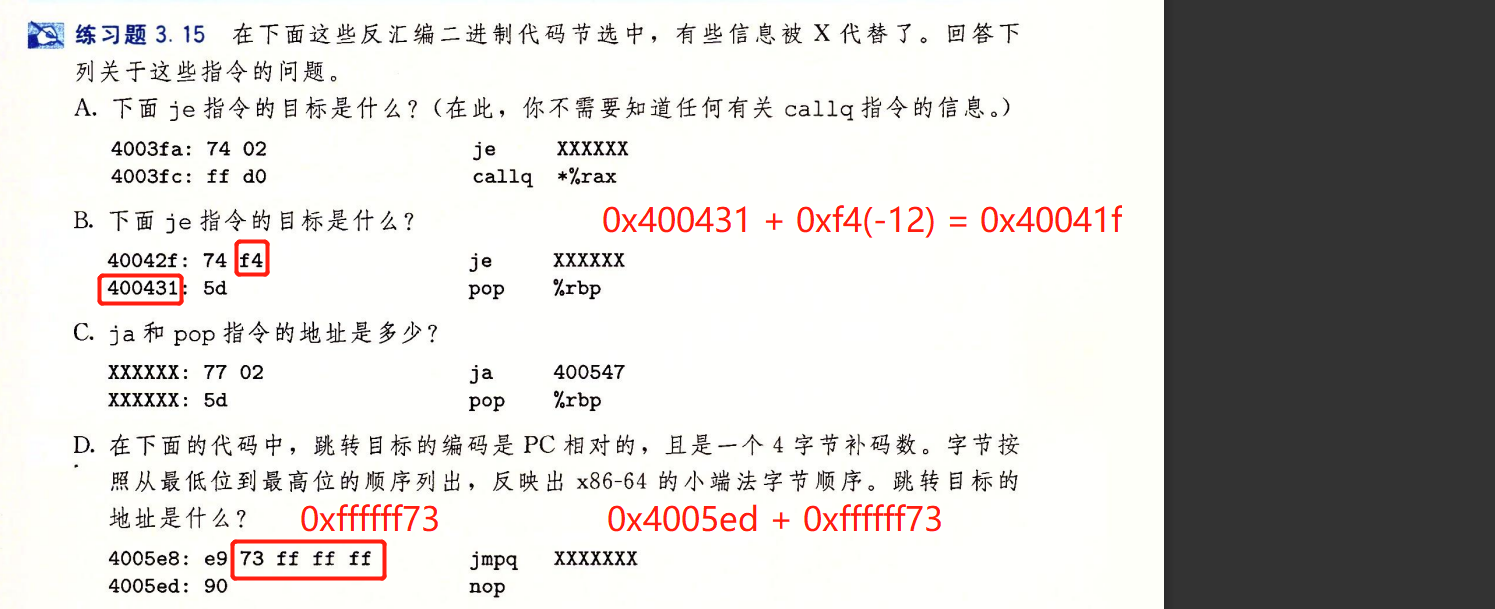 练习题 3.15 在下面这些反汇编二进制代码节选中，有些信息被 X 代替了。回答下
列关于这些指令的问题。
A. 下面 je 指令的目标是什么？（在此，你不需要知道任何有关 callq 指令的信息。）
4003fa: 74 02 je XXXXXX
4003fc: ff d0 callq *%rax
B. 下面 je 指令的目标是什么？ 0x400431 + 0xf4(-12) = 0x40041f
40042f: 74 f4 je XXXXXX
400431: 5d pop %rbp
C. ja 和 pop 指令的地址是多少？
XXXXXX: 77 02 ja 400547
XXXXXX: 5d pop %rbp
D. 在下面的代码中，跳转目标的编码是 PC 相对的，且是一个 4 字节补码数。字节按
照从最低位到最高位的顺序列出，反映出 x86-64 的小端法字节顺序。跳转目标的
地址是什么？ 0xffffff73 0x4005ed + 0xffffff73
4005e8: e9 73 ff ff ff jmpq XXXXXXX
4005ed: 90 nop